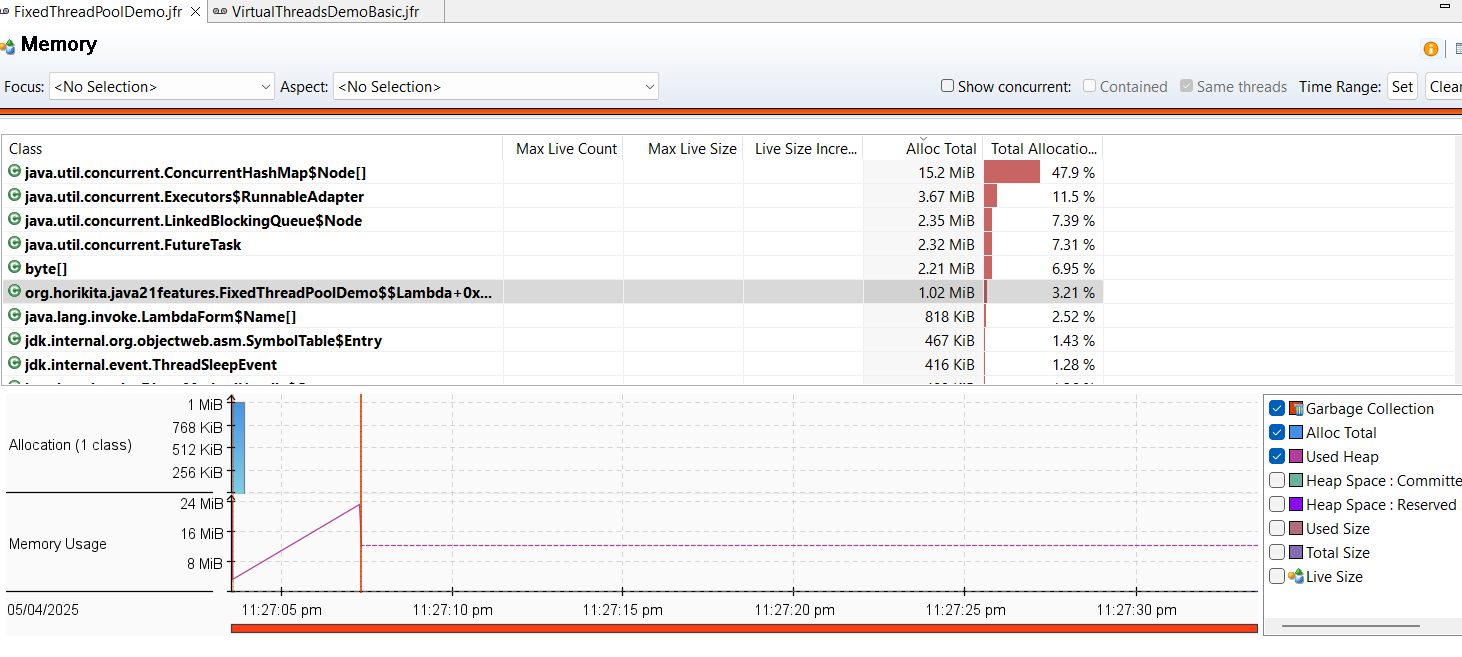 FixedThreadPoolDemo.jfr VirtualThreadsDemoBasic.jfr
Memory
Focus: <No Selection> Aspect: <No Selection> Show concurrent: Contained Same threads Time Range: Set Clear
Class Max Live Count Max Live Size Live Size Incre... Alloc Total Total Allocatio...
java.util.concurrent.ConcurrentHashMap$Node[] 15.2 MiB 47.9 %
java.util.concurrent.Executors$RunnableAdapter 3.67 MiB 11.5 %
java.util.concurrent.LinkedBlockingQueue$Node 2.35 MiB 7.39 %
java.util.concurrent.FutureTask 2.32 MiB 7.31 %
byte[] 2.21 MiB 6.95 %
org.horikita.java21features.FixedThreadPoolDemo$$Lambda+0x... 1.02 MiB 3.21 %
java.lang.invoke.LambdaForm$Name[] 818 KiB 2.52 %
jdk.internal.org.objectweb.asm.SymbolTable$Entry 467 KiB 1.43 %
jdk.internal.event.ThreadSleepEvent 416 KiB 1.28 %
Allocation (1 class)
1 MiB
768 KiB
512 KiB
256 KiB
Memory Usage
24 MiB
16 MiB
8 MiB
05/04/2025 11:27:05 pm 11:27:10 pm 11:27:15 pm 11:27:20 pm 11:27:25 pm 11:27:30 pm
Garbage Collection
Alloc Total
Used Heap
Heap Space : Committe
Heap Space : Reserved
Used Size
Total Size
Live Size